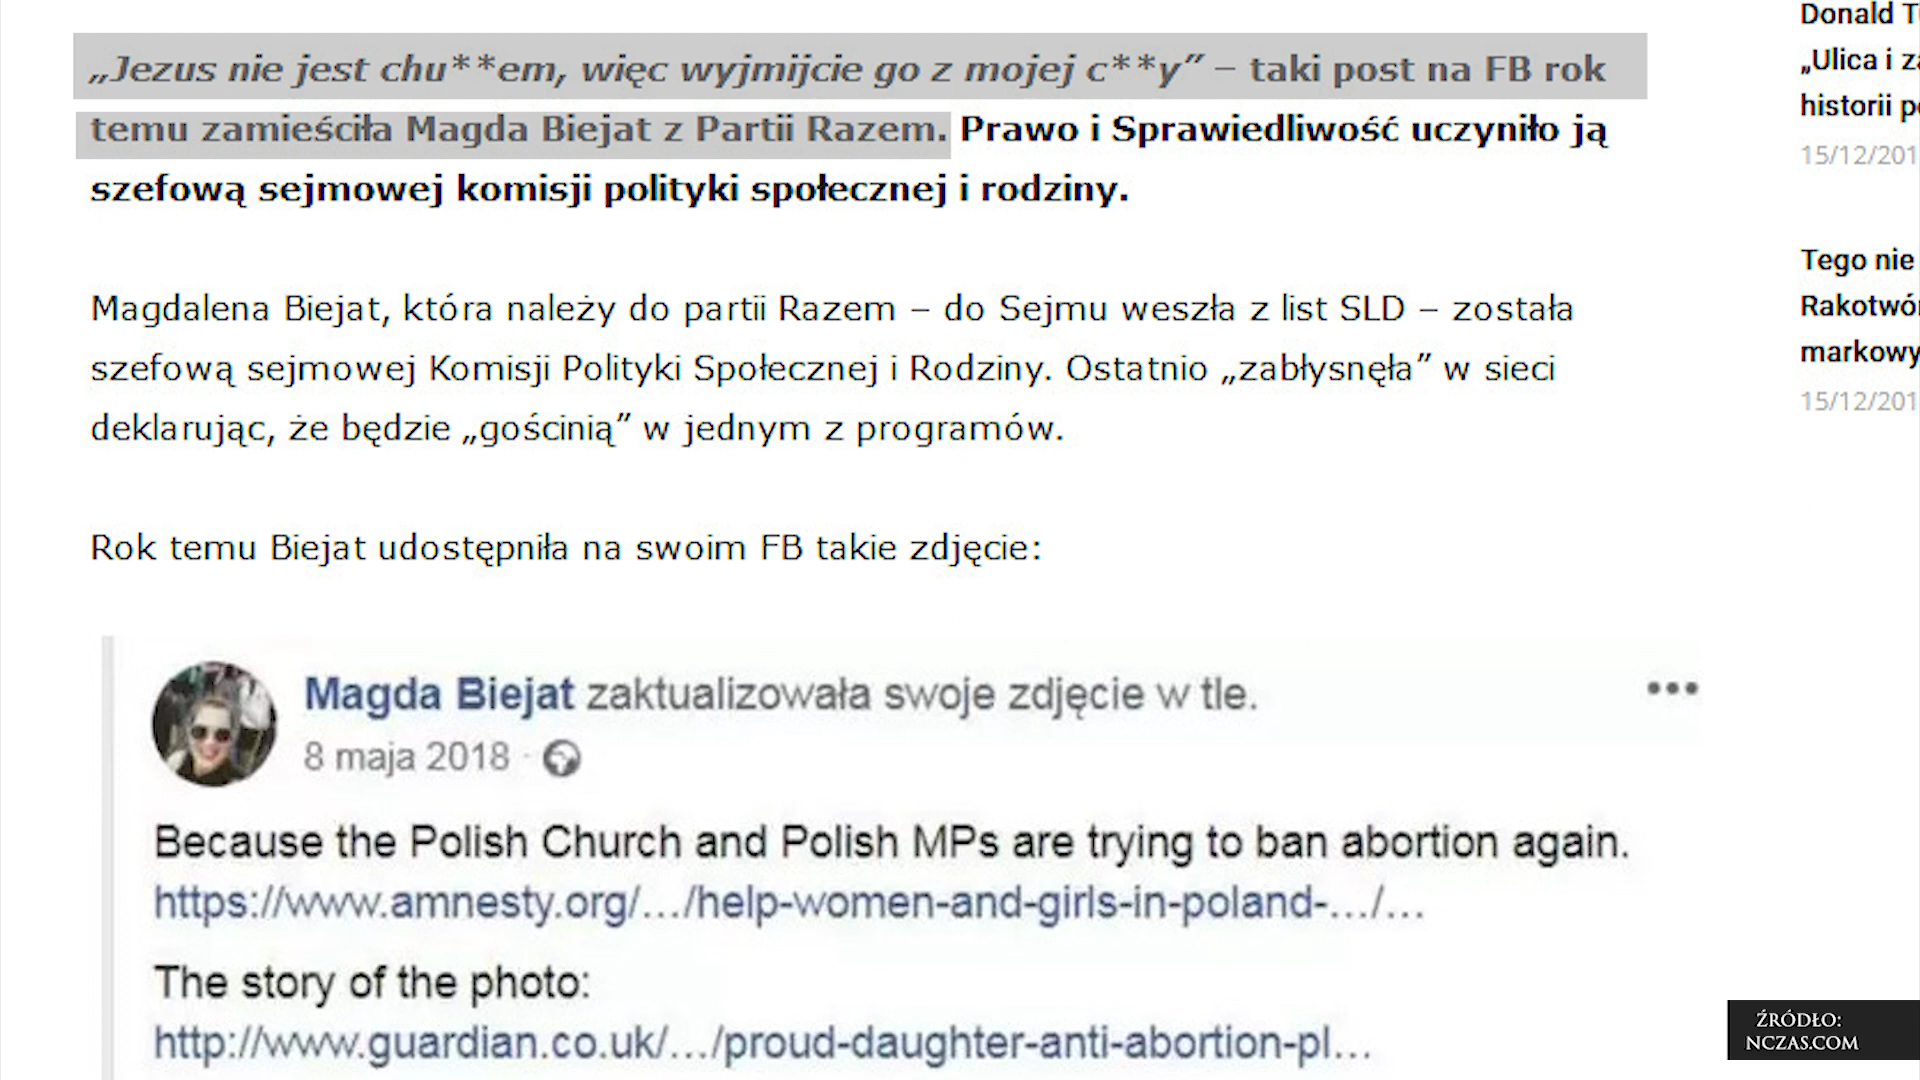 „Jezus nie jest chu**em, więc wyjmijcie go z mojej c**y” – taki post na FB rok
temu zamieściła Magda Biejat z Partii Razem. Prawo i Sprawiedliwość uczyniło ją
szefową sejmowej komisji polityki społecznej i rodziny.
Magdalena Biejat, która należy do partii Razem – do Sejmu weszła z list SLD – została
szefową sejmowej Komisji Polityki Społecznej i Rodziny. Ostatnio „zabłysnęła” w sieci
deklarując, że będzie „gościnią” w jednym z programów.
Rok temu Biejat udostępniła na swoim FB takie zdjęcie:
Magda Biejat zaktualizowała swoje zdjęcie w tle.
8 maja 2018 ·
Because the Polish Church and Polish MPs are trying to ban abortion again.
https://www.amnesty.org/.../help-women-and-girls-in-poland-.../...
The story of the photo:
http://www.guardian.co.uk/.../proud-daughter-anti-abortion-pl...
Donald
„Ulica i
historii
15/12/201
Tego nie
15/12/201
ŹRÓDŁO:
NCZAS.COM